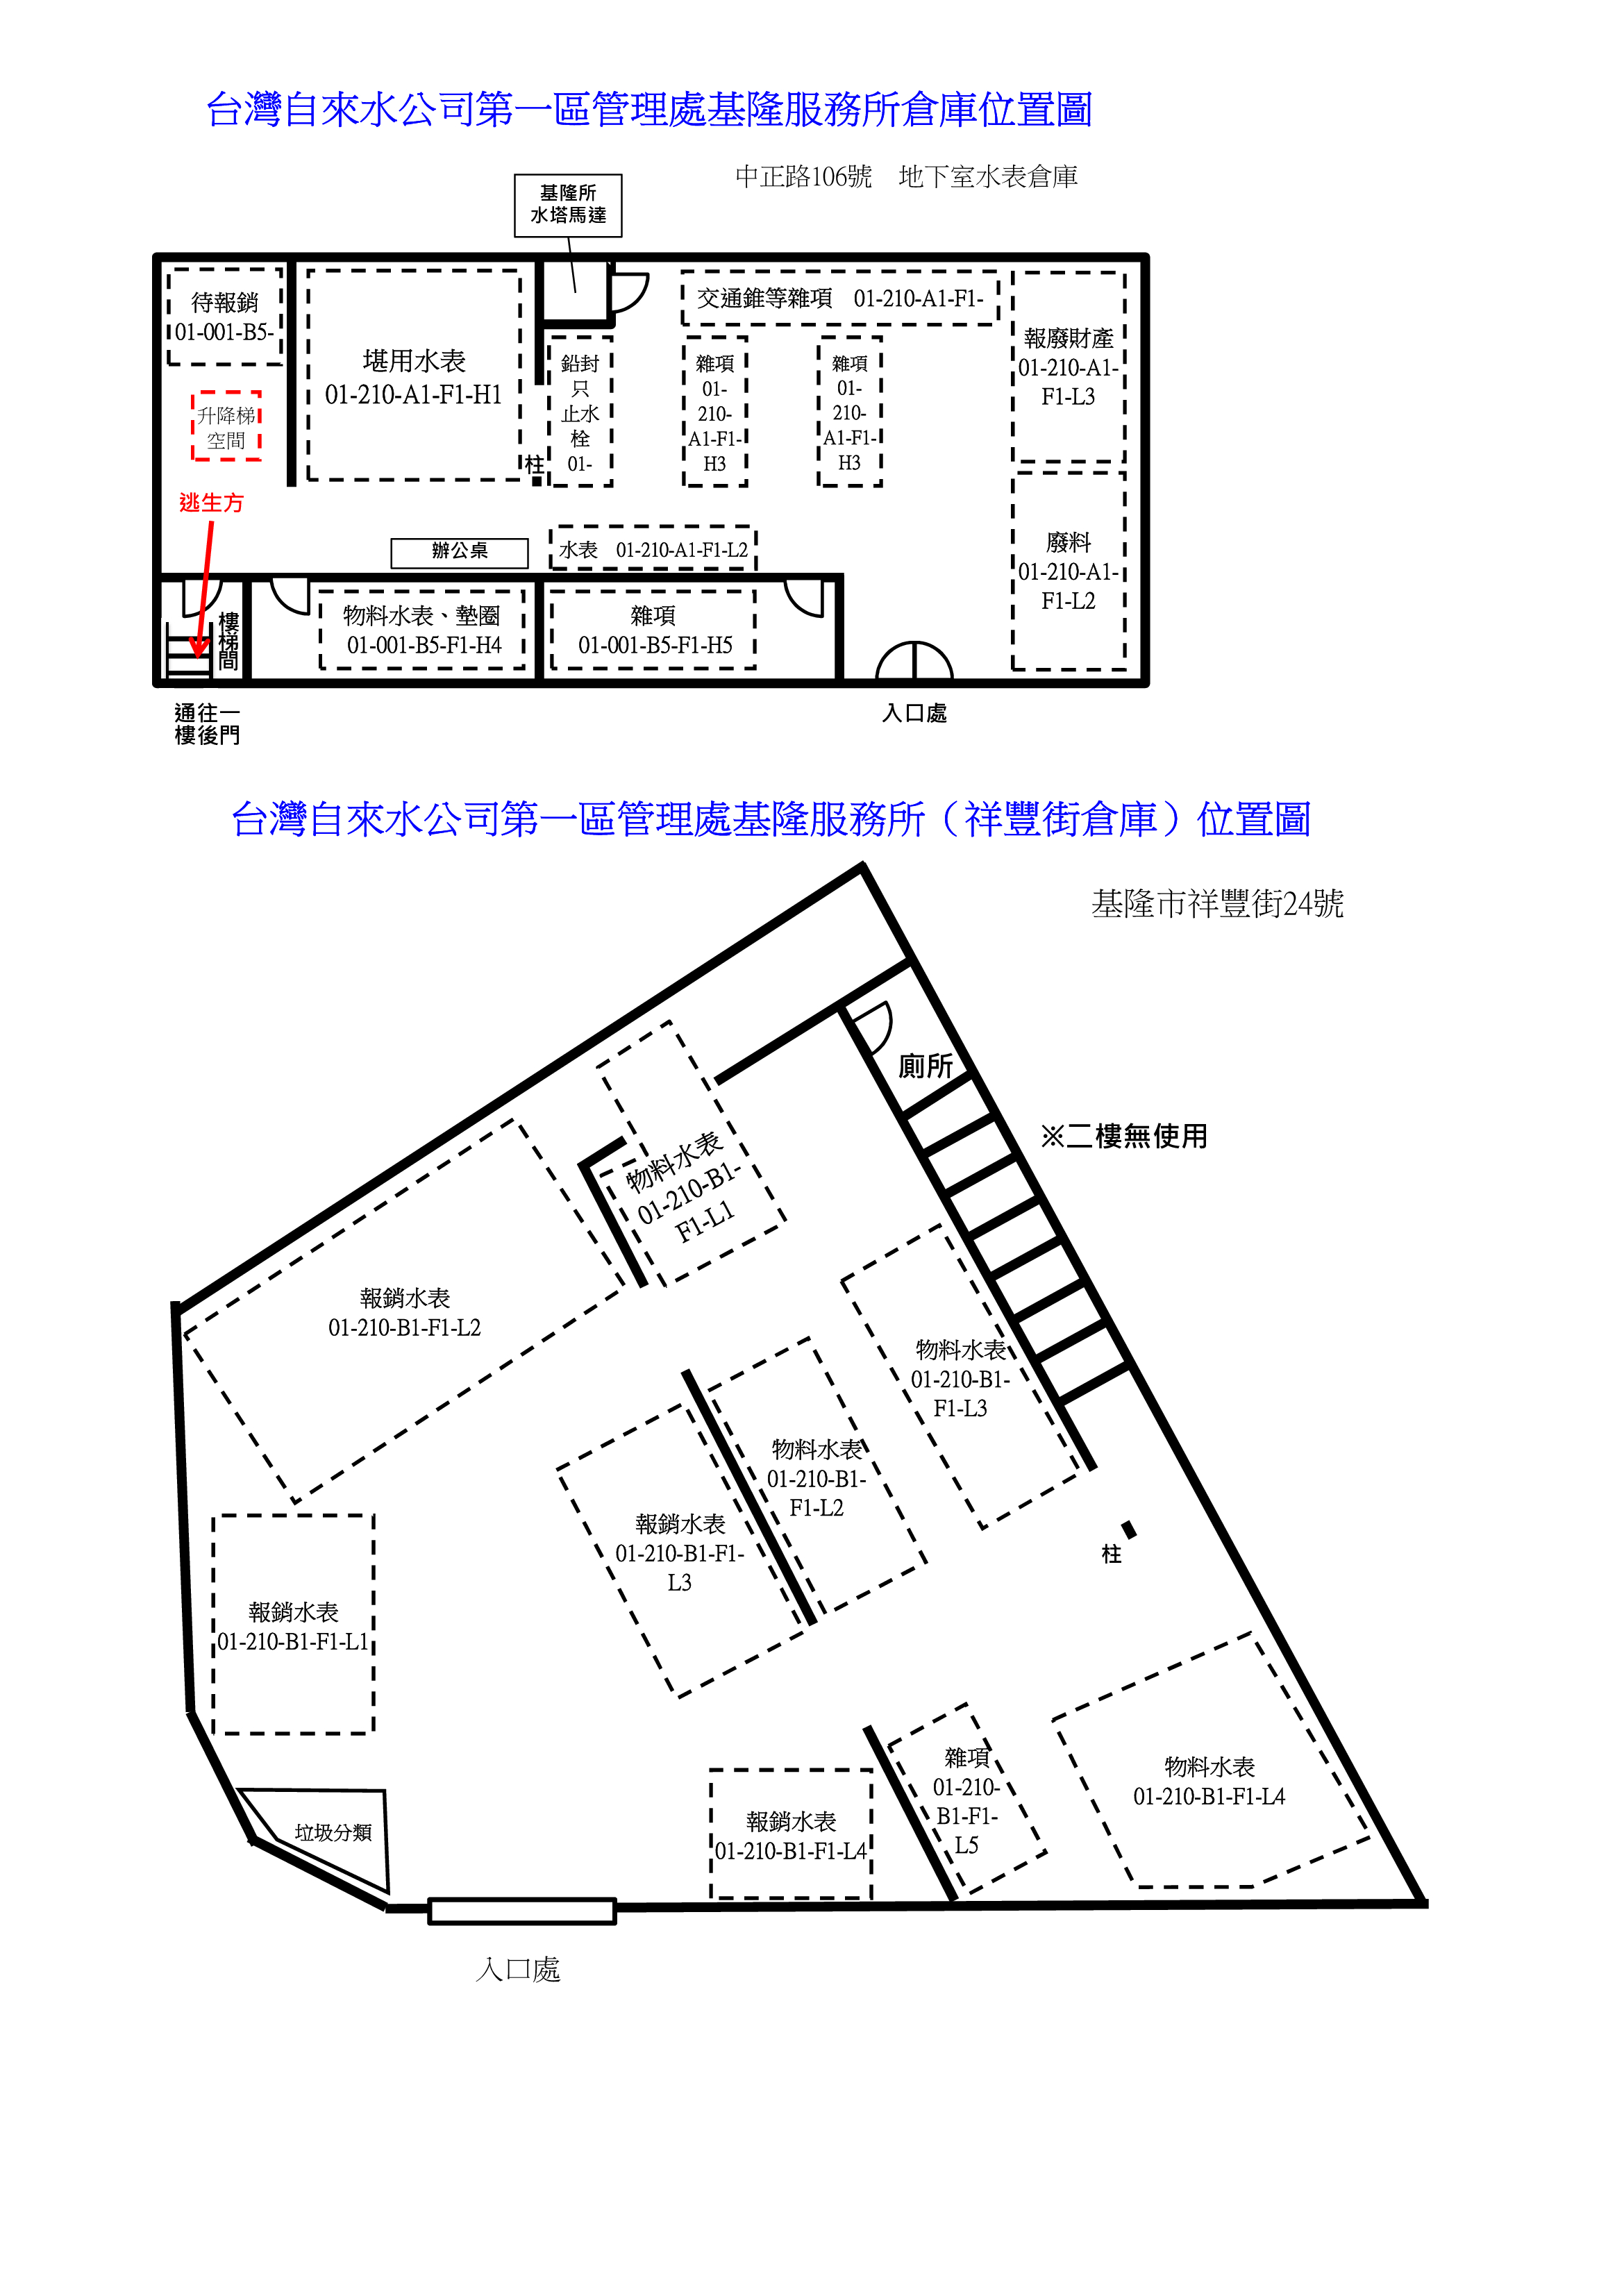 台灣自來水公司第一區管理處基隆服務所倉庫位置圖
中正路106號　地下室水表倉庫
基隆所
水塔馬達
待報銷
01-001-B5-
堪用水表
01-210-A1-F1-H1
交通錐等雜項　01-210-A1-F1-
報廢財產
01-210-A1-
F1-L3
鉛封
只
止水
栓
01-
雜項
01-
210-
A1-F1-
H3
雜項
01-
210-
A1-F1-
H3
升降梯
空間
柱
逃生方
辦公桌
水表　01-210-A1-F1-L2
廢料
01-210-A1-
F1-L2
樓梯間
物料水表、墊圈
01-001-B5-F1-H4
雜項
01-001-B5-F1-H5
通往一
樓後門
入口處
台灣自來水公司第一區管理處基隆服務所（祥豐街倉庫）位置圖
基隆市祥豐街24號
廁所
※二樓無使用
物料水表
01-210-B1-
F1-L1
報銷水表
01-210-B1-F1-L2
物料水表
01-210-B1-
F1-L3
物料水表
01-210-B1-
F1-L2
報銷水表
01-210-B1-F1-
L3
柱
報銷水表
01-210-B1-F1-L1
雜項
01-210-
B1-F1-
L5
物料水表
01-210-B1-F1-L4
報銷水表
01-210-B1-F1-L4
垃圾分類
入口處